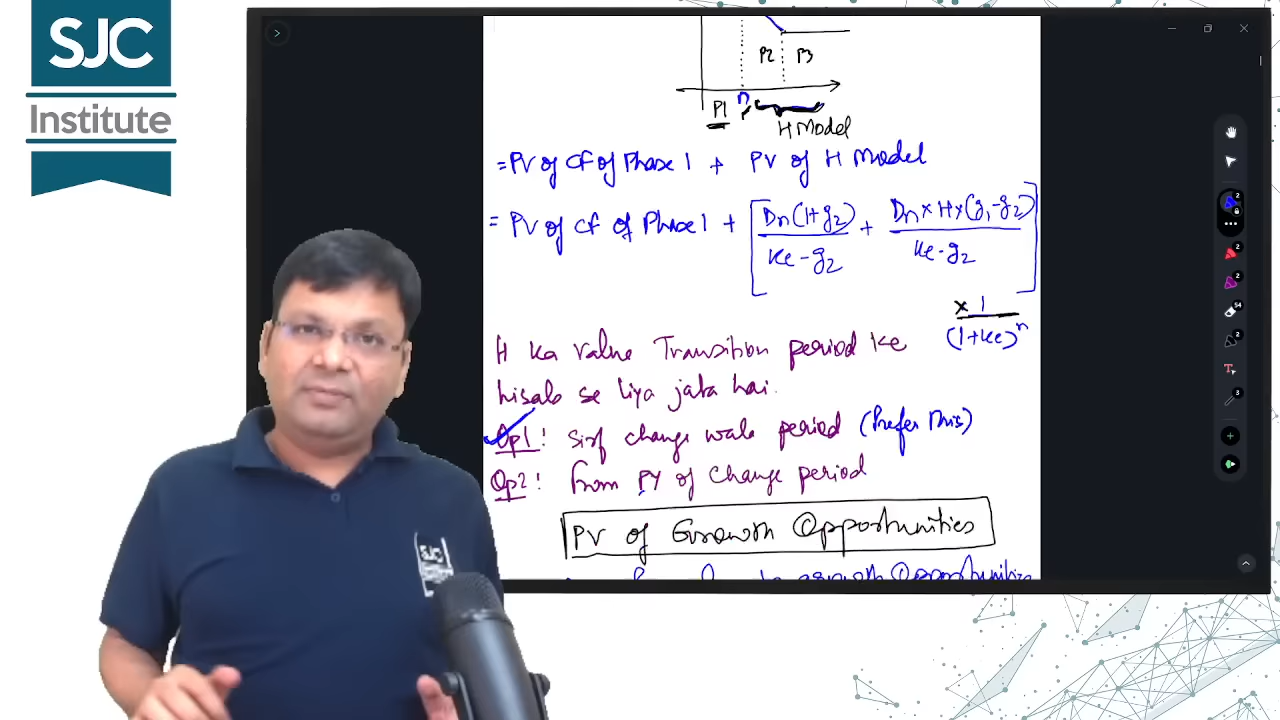 SJC
Institute
P2 P3
P1 n
H Model
= PV of CF of Phase 1 + PV of H Model
= PV of CF of Phase 1 + [ Dn(1+g2) / Ke-g2 + Dn×H×(g1-g2) / Ke-g2 ]
× 1 / (1+Ke)^n
H Ka value Transition period Ke
hisab se liya jata hai.
Op1: Sirf change wala period (Prefer This)
Op2: From PY of Change period
PV of Growth Opportunities
growth Opportunities
SJC